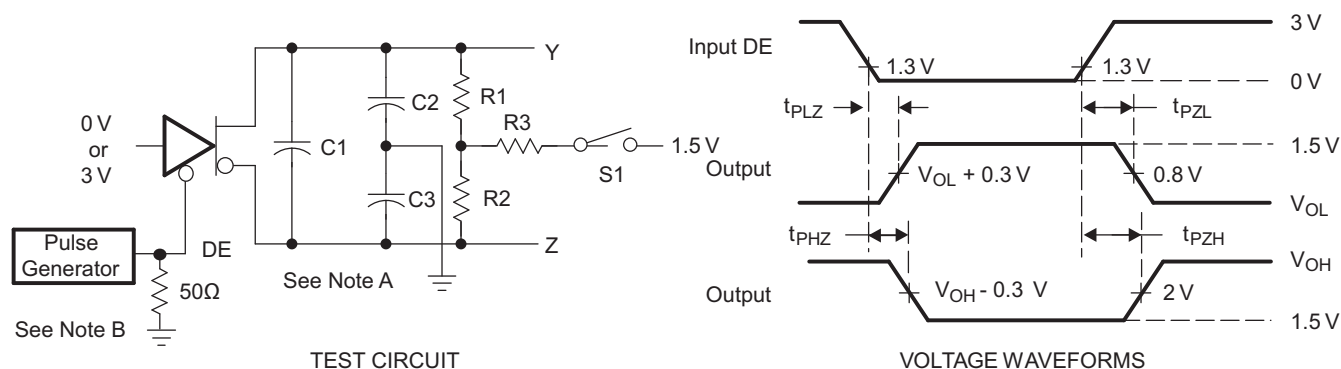 Y
C2
R1
R3
0 V
or
3 V
C1
1.5 V
S1
C3
R2
Z
Pulse
Generator
DE
50Ω
See Note A
See Note B
TEST CIRCUIT
Input DE
3 V
1.3 V
1.3 V
0 V
tPLZ
tPZL
1.5 V
Output
VOL + 0.3 V
0.8 V
VOL
tPHZ
tPZH
VOH
Output
VOH - 0.3 V
2 V
1.5 V
VOLTAGE WAVEFORMS